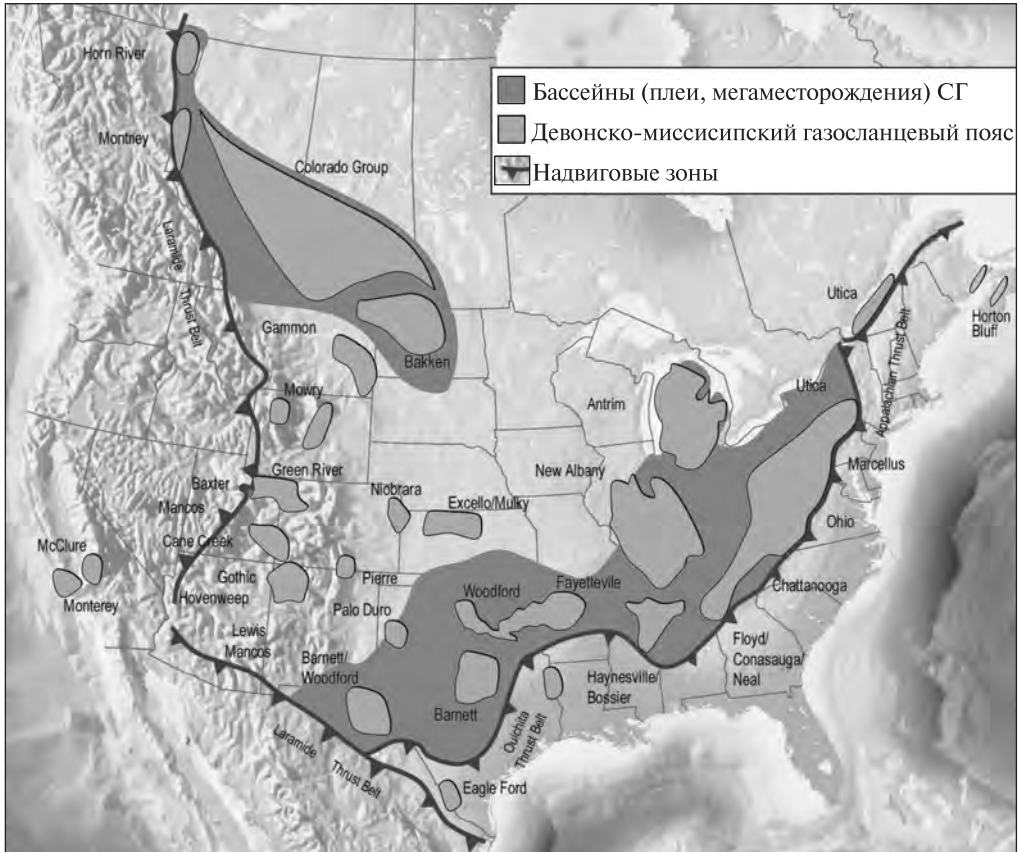 Horn River
Montney
Colorado Group
Бассейны (плеи, мегаместорождения) СГ
Девонско-миссисипский газосланцевый пояс
Надвиговые зоны
Laramide
Thrust Belt
Gammon
Bakken
Mowry
Green River
Baxter
Mancos
Niobrara
Excello/Mulky
Cane Creek
McClure
Monterey
Gothic
Hovenweep
Pierre
Palo Duro
Lewis
Mancos
Barnett/
Woodford
Woodford
Fayetteville
Barnett
Antrim
New Albany
Utica
Utica
Horton
Bluff
Appalachian Thrust Belt
Marcellus
Ohio
Chattanooga
Floyd/
Conasauga/
Neal
Haynesville/
Bossier
Ouichita
Thrust Belt
Laramide
Thrust Belt
Eagle Ford